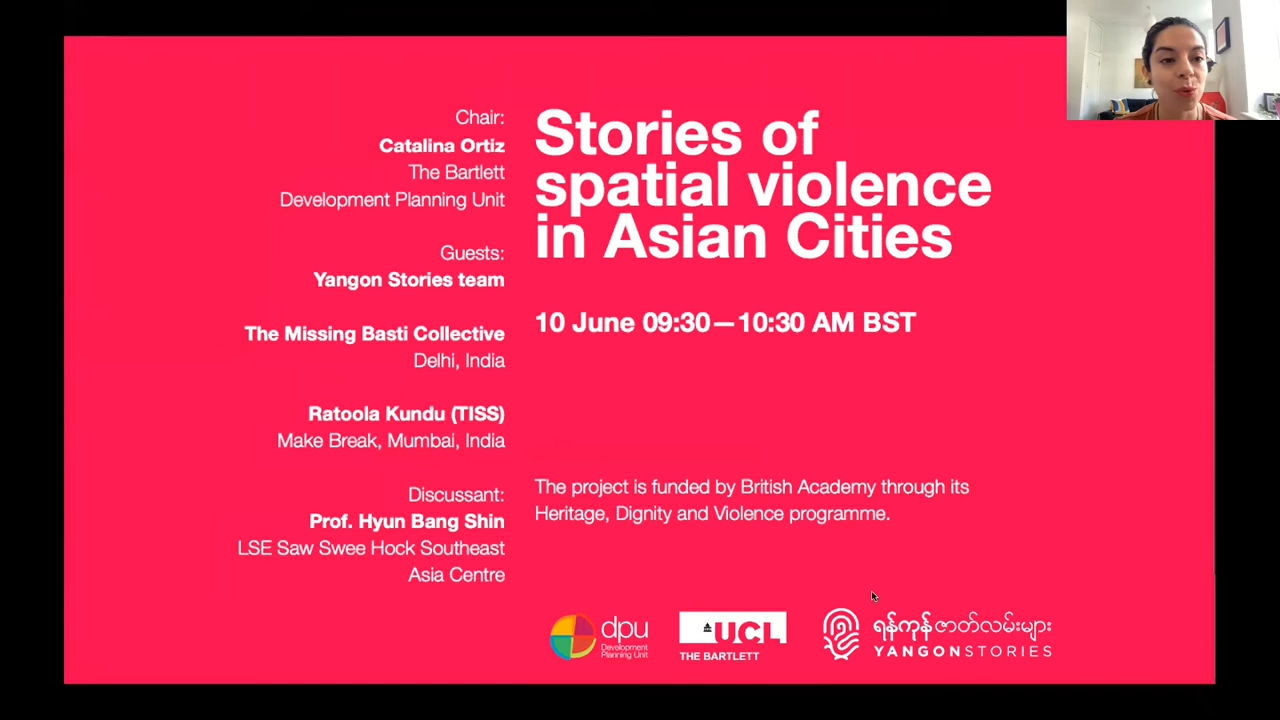 Chair:
Catalina Ortiz
The Bartlett
Development Planning Unit
Guests:
Yangon Stories team
The Missing Basti Collective
Delhi, India
Ratoola Kundu (TISS)
Make Break, Mumbai, India
Discussant:
Prof. Hyun Bang Shin
LSE Saw Swee Hock Southeast
Asia Centre
Stories of
spatial violence
in Asian Cities
10 June 09:30—10:30 AM BST
The project is funded by British Academy through its
Heritage, Dignity and Violence programme.
dpu
Development
Planning Unit
UCL
THE BARTLETT
ရန်ကုန်ဇာတ်လမ်းများ
YANGONSTORIES